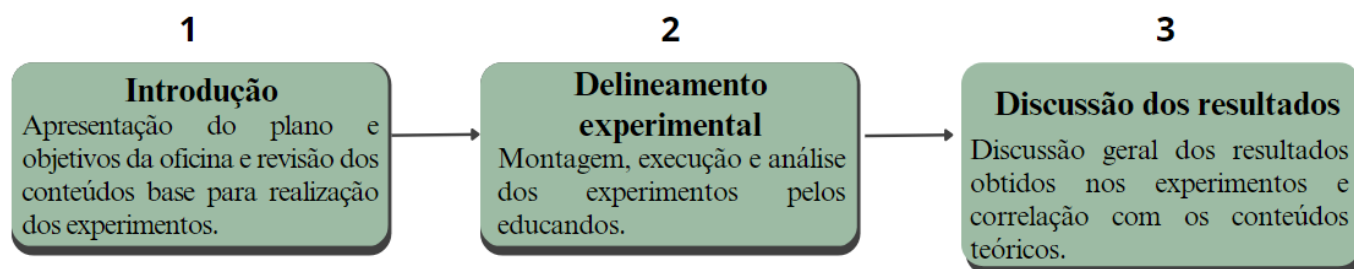 1
Introdução
Apresentação do plano e
objetivos da oficina e revisão dos
conteúdos base para realização
dos experimentos.
2
Delineamento
experimental
Montagem, execução e análise
dos experimentos pelos
educandos.
3
Discussão dos resultados
Discussão geral dos resultados
obtidos nos experimentos e
correlação com os conteúdos
teóricos.